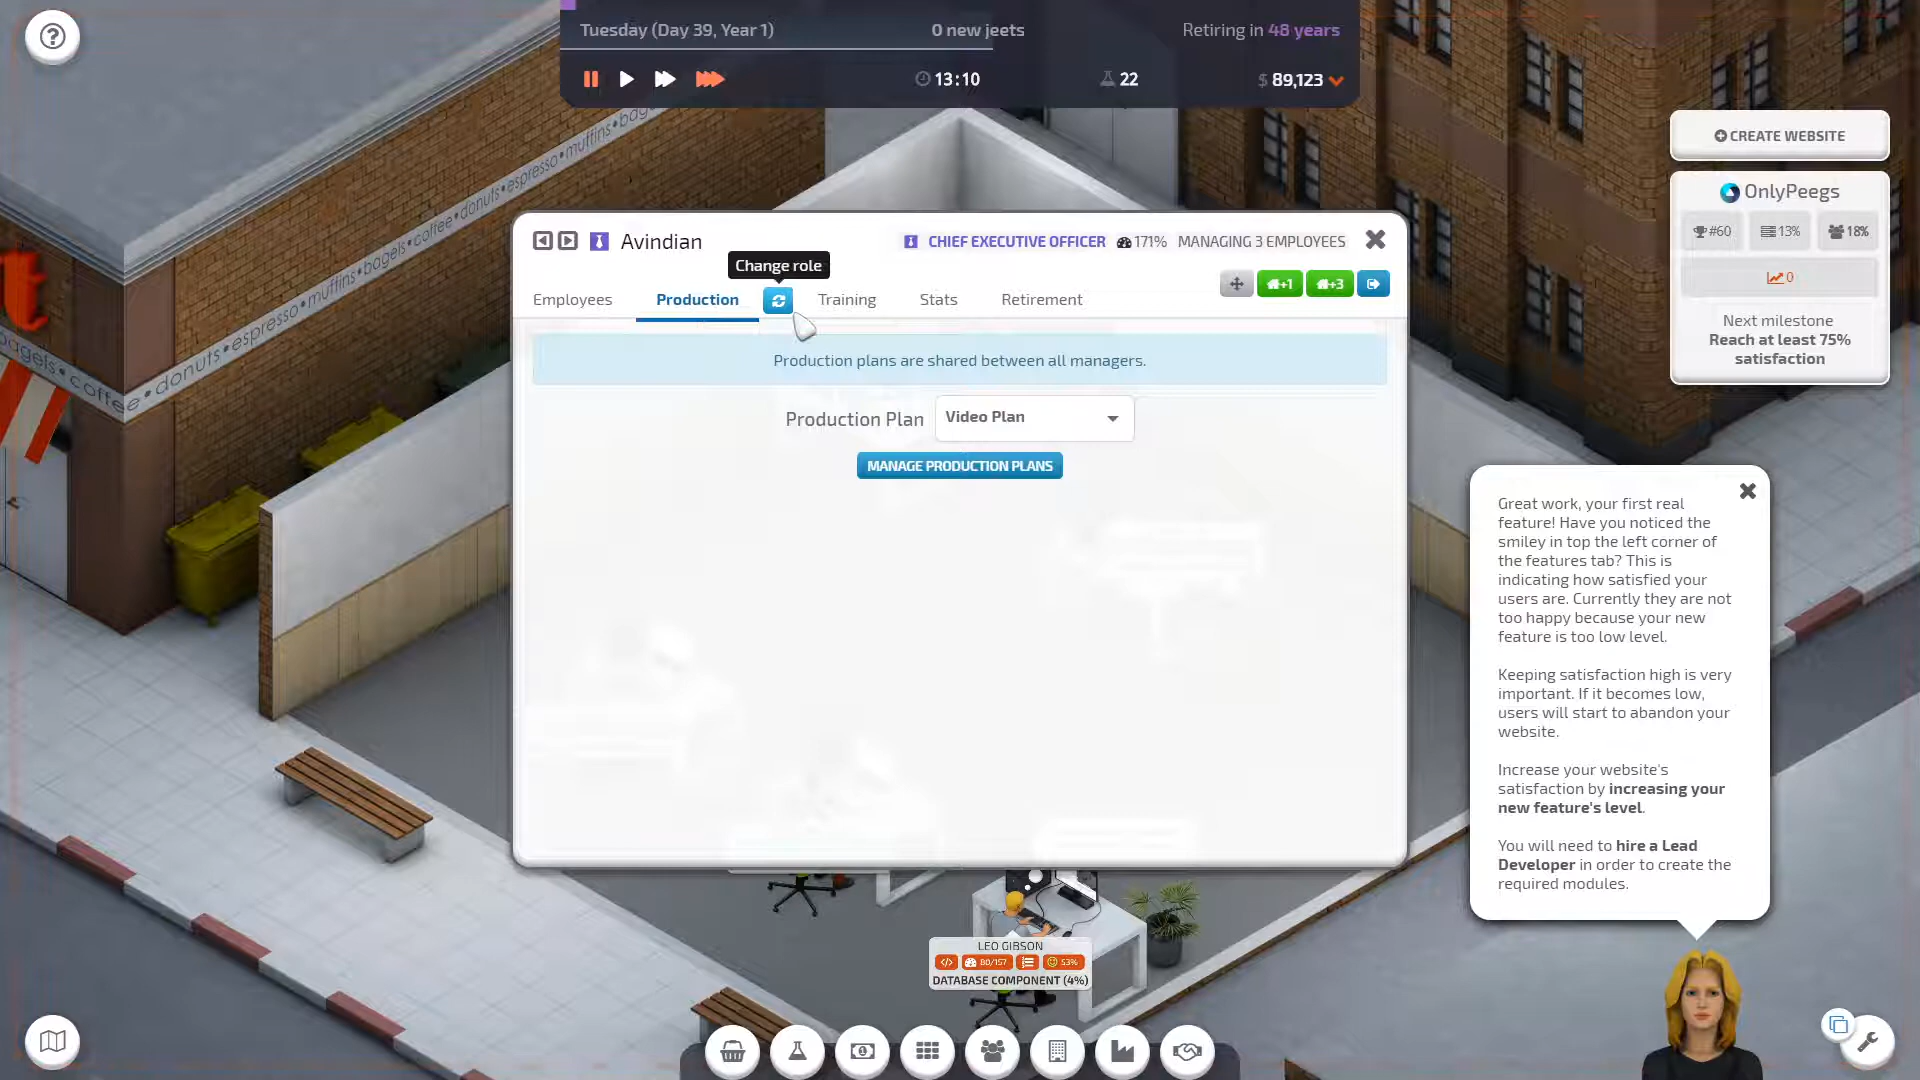 Tuesday (Day 39, Year 1)
0 new jeets
Retiring in 48 years
13:10
22
$ 89,123
CREATE WEBSITE
OnlyPeegs
#60
13%
18%
0
Next milestone
Reach at least 75%
satisfaction
Avindian
CHIEF EXECUTIVE OFFICER
171%
MANAGING 3 EMPLOYEES
Change role
+1
+3
Employees
Production
Training
Stats
Retirement
Production plans are shared between all managers.
Production Plan
Video Plan
MANAGE PRODUCTION PLANS
Great work, your first real
feature! Have you noticed the
smiley in top the left corner of
the features tab? This is
indicating how satisfied your
users are. Currently they are not
too happy because your new
feature is too low level.
Keeping satisfaction high is very
important. If it becomes low,
users will start to abandon your
website.
Increase your website's
satisfaction by increasing your
new feature's level.
You will need to hire a Lead
Developer in order to create the
required modules.
LEO GIBSON
80/157
53%
DATABASE COMPONENT (4%)
bagels•coffee•donuts•espresso•muffins•bagels•coffee•donuts•espresso•muffins•bag
t